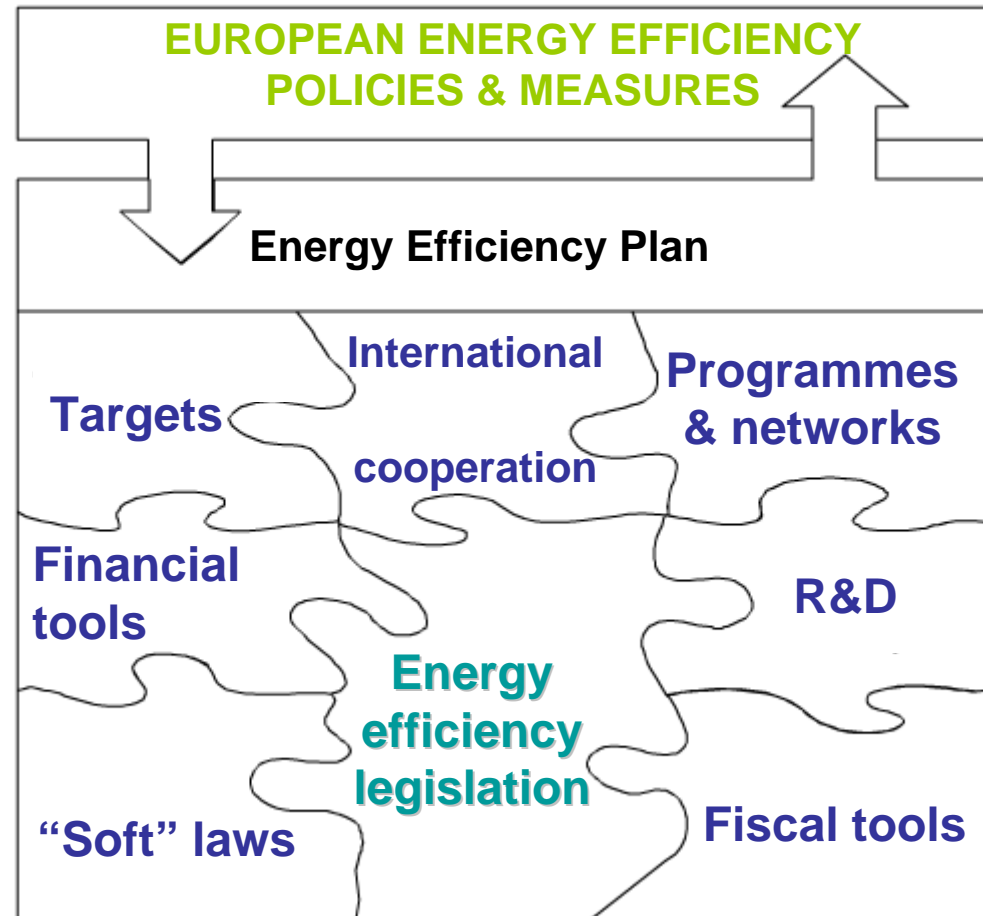 EUROPEAN ENERGY EFFICIENCY
POLICIES & MEASURES
Energy Efficiency Plan
Targets
International
cooperation
Programmes
& networks
Financial
tools
Energy
efficiency
legislation
R&D
“Soft” laws
Fiscal tools